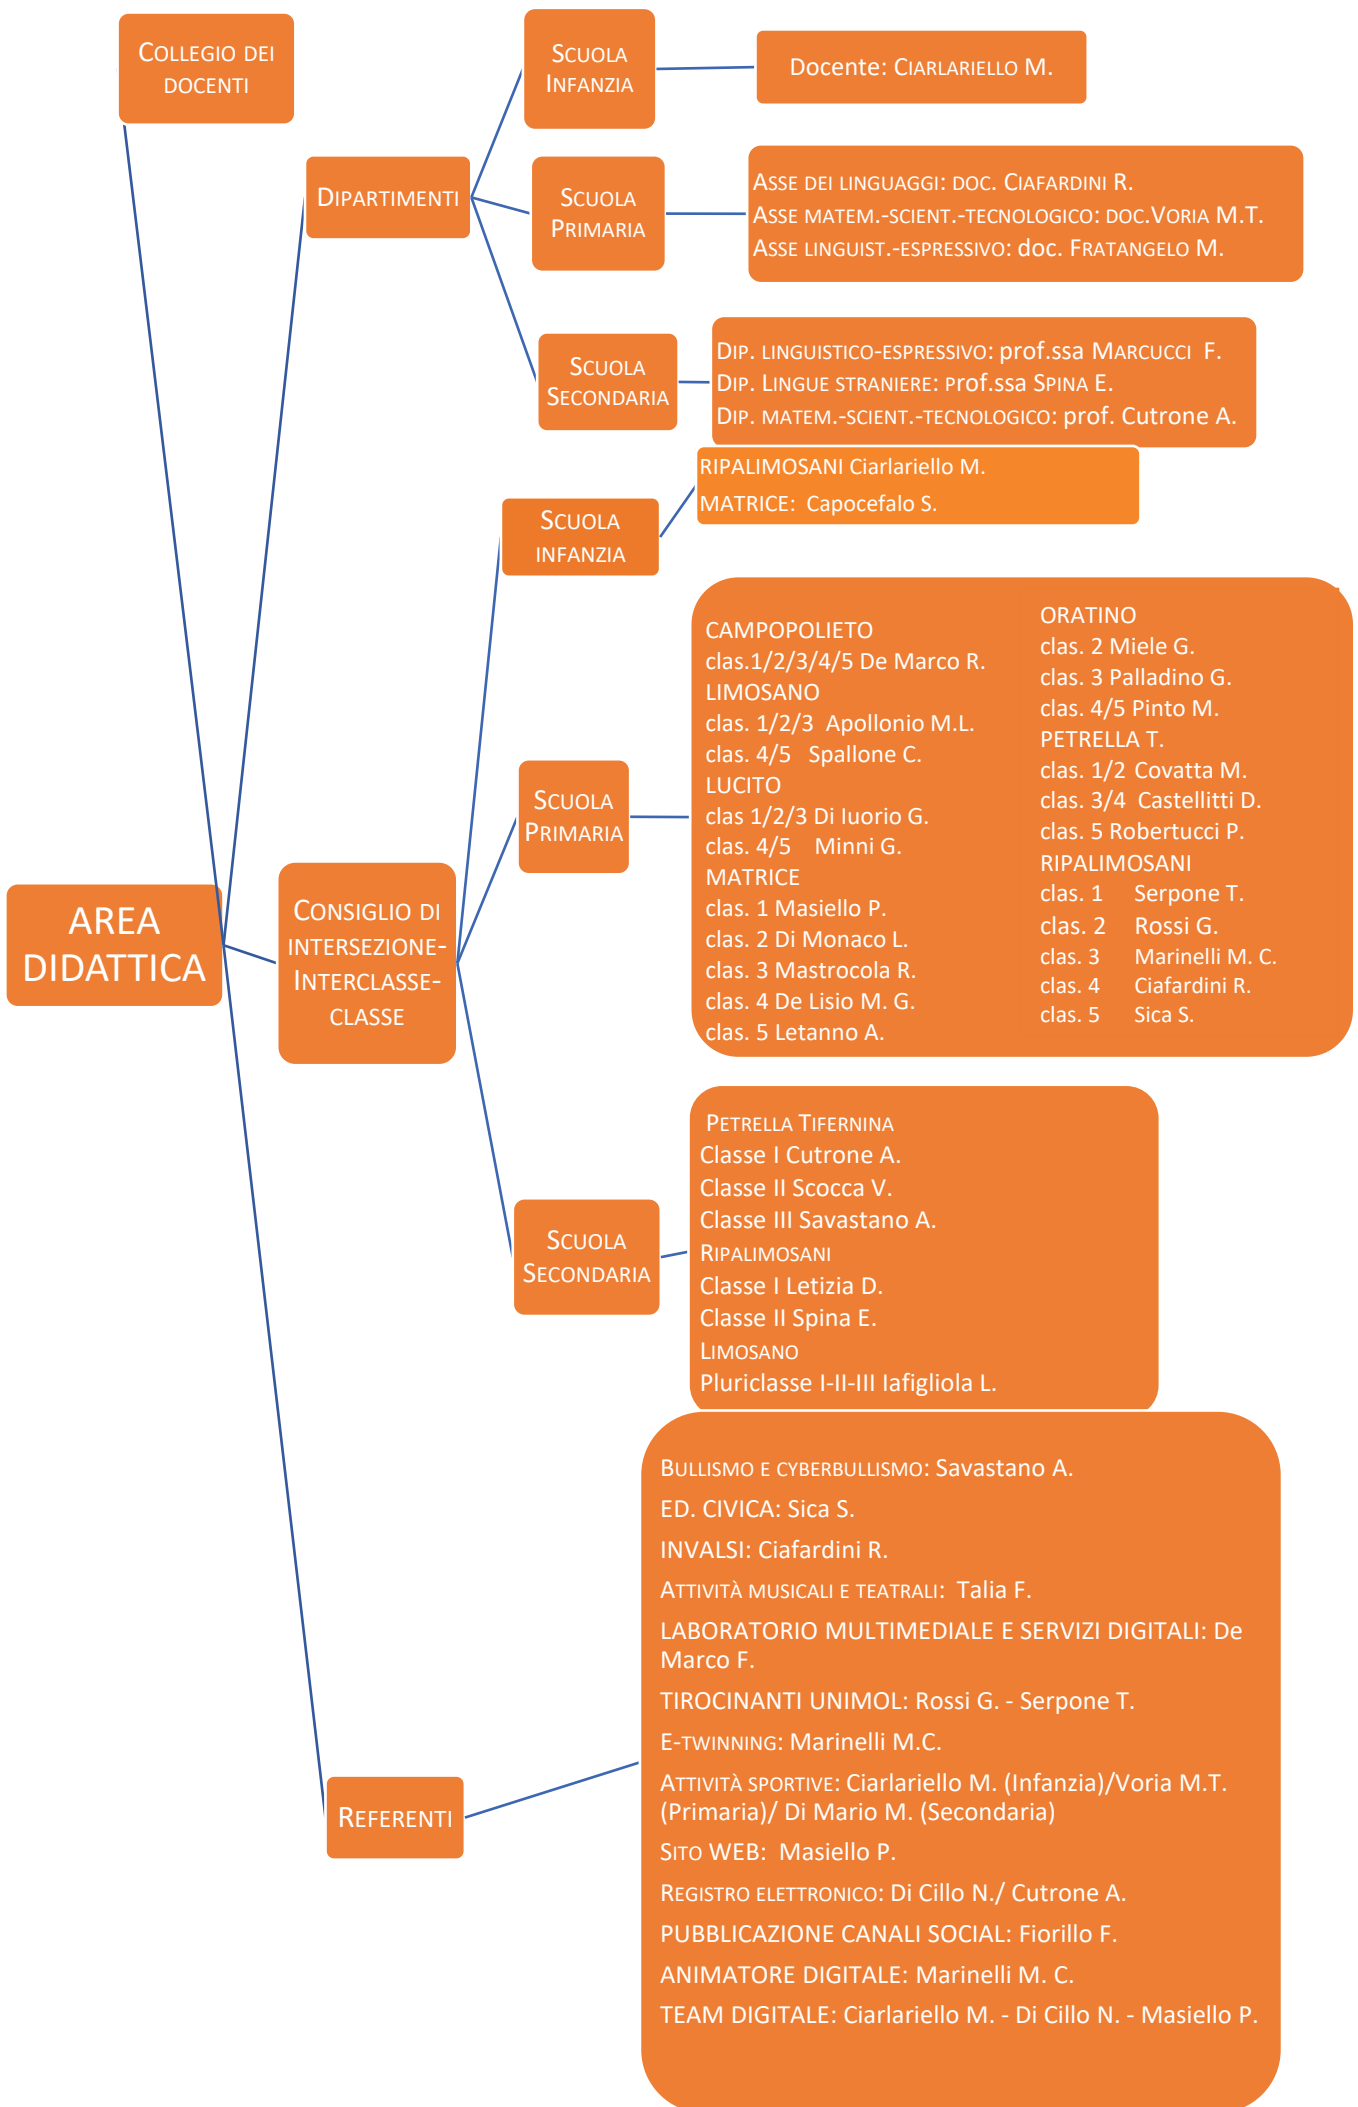 COLLEGIO DEI
DOCENTI
SCUOLA
INFANZIA
Docente: CIARLARIELLO M.
DIPARTIMENTI
SCUOLA
PRIMARIA
ASSE DEI LINGUAGGI: DOC. CIAFARDINI R.
ASSE MATEM.-SCIENT.-TECNOLOGICO: DOC.VORIA M.T.
ASSE LINGUIST.-ESPRESSIVO: doc. FRATANGELO M.
SCUOLA
SECONDARIA
DIP. LINGUISTICO-ESPRESSIVO: prof.ssa MARCUCCI F.
DIP. LINGUE STRANIERE: prof.ssa SPINA E.
DIP. MATEM.-SCIENT.-TECNOLOGICO: prof. Cutrone A.
RIPALIMOSANI Ciarlariello M.
MATRICE: Capocefalo S.
SCUOLA
INFANZIA
AREA
DIDATTICA
CONSIGLIO DI
INTERSEZIONE-
INTERCLASSE-
CLASSE
SCUOLA
PRIMARIA
CAMPOPOLIETO
clas.1/2/3/4/5 De Marco R.
LIMOSANO
clas. 1/2/3 Apollonio M.L.
clas. 4/5 Spallone C.
LUCITO
clas 1/2/3 Di Iuorio G.
clas. 4/5 Minni G.
MATRICE
clas. 1 Masiello P.
clas. 2 Di Monaco L.
clas. 3 Mastrocola R.
clas. 4 De Lisio M. G.
clas. 5 Letanno A.
ORATINO
clas. 2 Miele G.
clas. 3 Palladino G.
clas. 4/5 Pinto M.
PETRELLA T.
clas. 1/2 Covatta M.
clas. 3/4 Castellitti D.
clas. 5 Robertucci P.
RIPALIMOSANI
clas. 1 Serpone T.
clas. 2 Rossi G.
clas. 3 Marinelli M. C.
clas. 4 Ciafardini R.
clas. 5 Sica S.
SCUOLA
SECONDARIA
PETRELLA TIFERNINA
Classe I Cutrone A.
Classe II Scocca V.
Classe III Savastano A.
RIPALIMOSANI
Classe I Letizia D.
Classe II Spina E.
LIMOSANO
Pluriclasse I-II-III Iafigliola L.
REFERENTI
BULLISMO E CYBERBULLISMO: Savastano A.
ED. CIVICA: Sica S.
INVALSI: Ciafardini R.
ATTIVITÀ MUSICALI E TEATRALI: Talia F.
LABORATORIO MULTIMEDIALE E SERVIZI DIGITALI: De
Marco F.
TIROCINANTI UNIMOL: Rossi G. - Serpone T.
E-TWINNING: Marinelli M.C.
ATTIVITÀ SPORTIVE: Ciarlariello M. (Infanzia)/Voria M.T.
(Primaria)/ Di Mario M. (Secondaria)
SITO WEB: Masiello P.
REGISTRO ELETTRONICO: Di Cillo N./ Cutrone A.
PUBBLICAZIONE CANALI SOCIAL: Fiorillo F.
ANIMATORE DIGITALE: Marinelli M. C.
TEAM DIGITALE: Ciarlariello M. - Di Cillo N. - Masiello P.